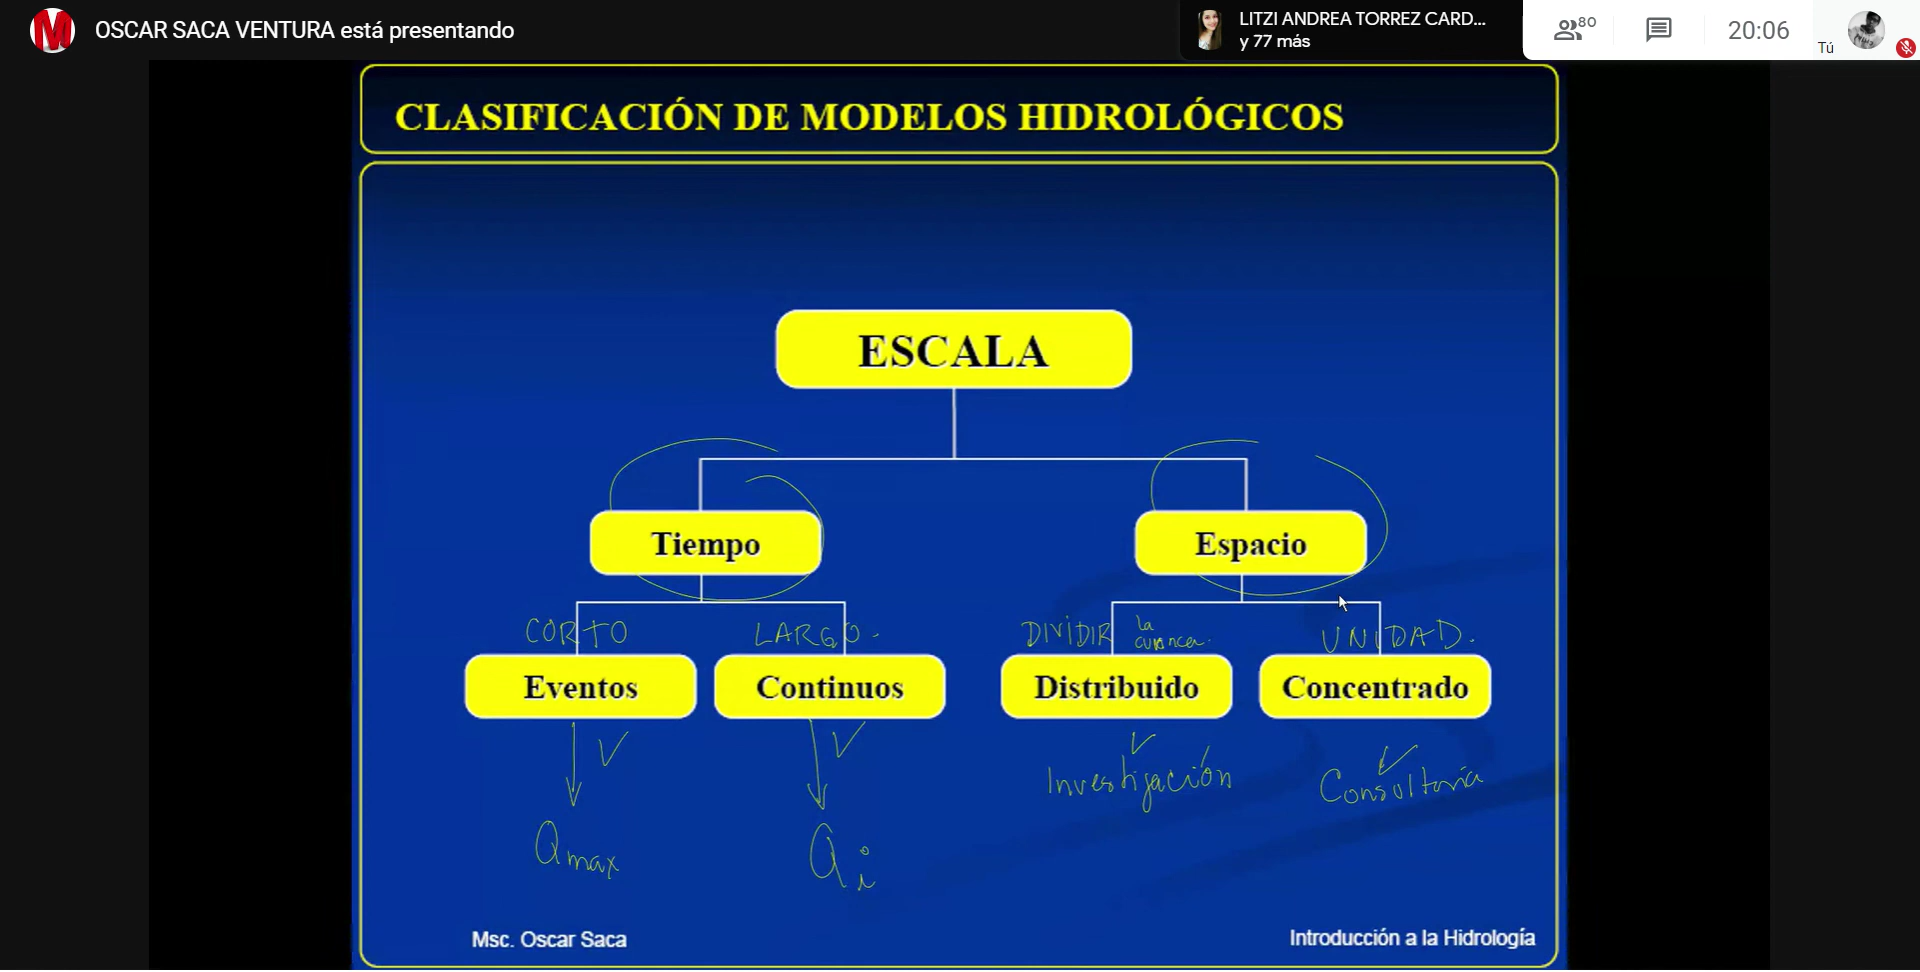 OSCAR SACA VENTURA está presentando
LITZI ANDREA TORREZ CARD...
y 77 más
80
20:06
Tú
CLASIFICACIÓN DE MODELOS HIDROLÓGICOS
ESCALA
Tiempo
Espacio
CORTO
LARGO.
DIVIDIR la cuenca.
UNIDAD.
Eventos
Continuos
Distribuido
Concentrado
Investigación
Consultoría
Qmax
Qi
Msc. Oscar Saca
Introducción a la Hidrología